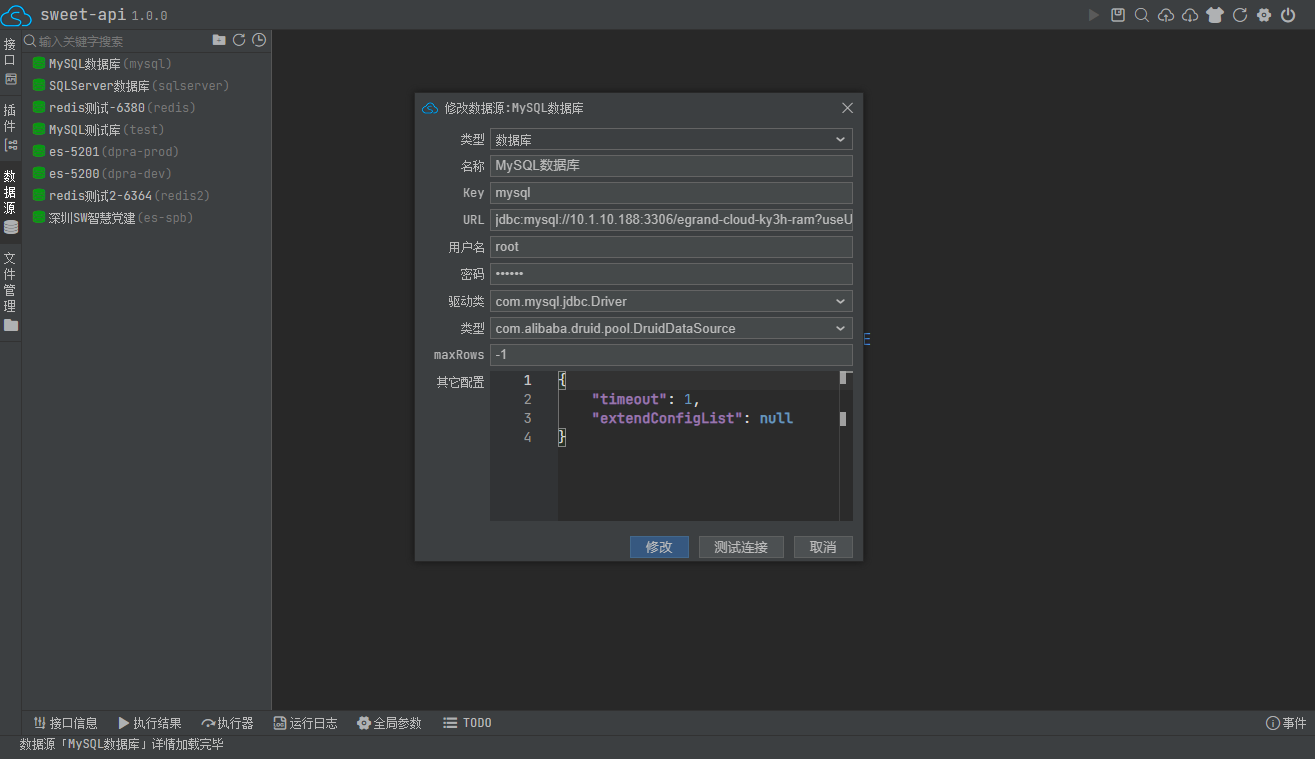 sweet-api 1.0.0
接口
插件
数据源
文件管理
输入关键字搜索
MySQL数据库(mysql)
SQLServer数据库(sqlserver)
redis测试-6380(redis)
MySQL测试库(test)
es-5201(dpra-prod)
es-5200(dpra-dev)
redis测试2-6364(redis2)
深圳SW智慧党建(es-spb)
修改数据源:MySQL数据库
类型 数据库
名称 MySQL数据库
Key mysql
URL jdbc:mysql://10.1.10.188:3306/egrand-cloud-ky3h-ram?useU
用户名 root
密码 ••••••
驱动类 com.mysql.jdbc.Driver
类型 com.alibaba.druid.pool.DruidDataSource
maxRows -1
其它配置
1 {
2 "timeout": 1,
3 "extendConfigList": null
4 }
修改 测试连接 取消
E
接口信息 执行结果 执行器 运行日志 全局参数 TODO 事件
数据源「MySQL数据库」详情加载完毕